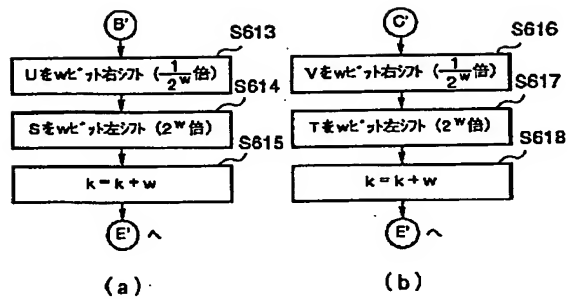 B'
S613
Uをwビット右シフト (1/2^w倍)
S614
Sをwビット左シフト (2^w倍)
S615
k=k+w
E' へ
(a)
C'
S616
Vをwビット右シフト (1/2^w倍)
S617
Tをwビット左シフト (2^w倍)
S618
k=k+w
E' へ
(b)